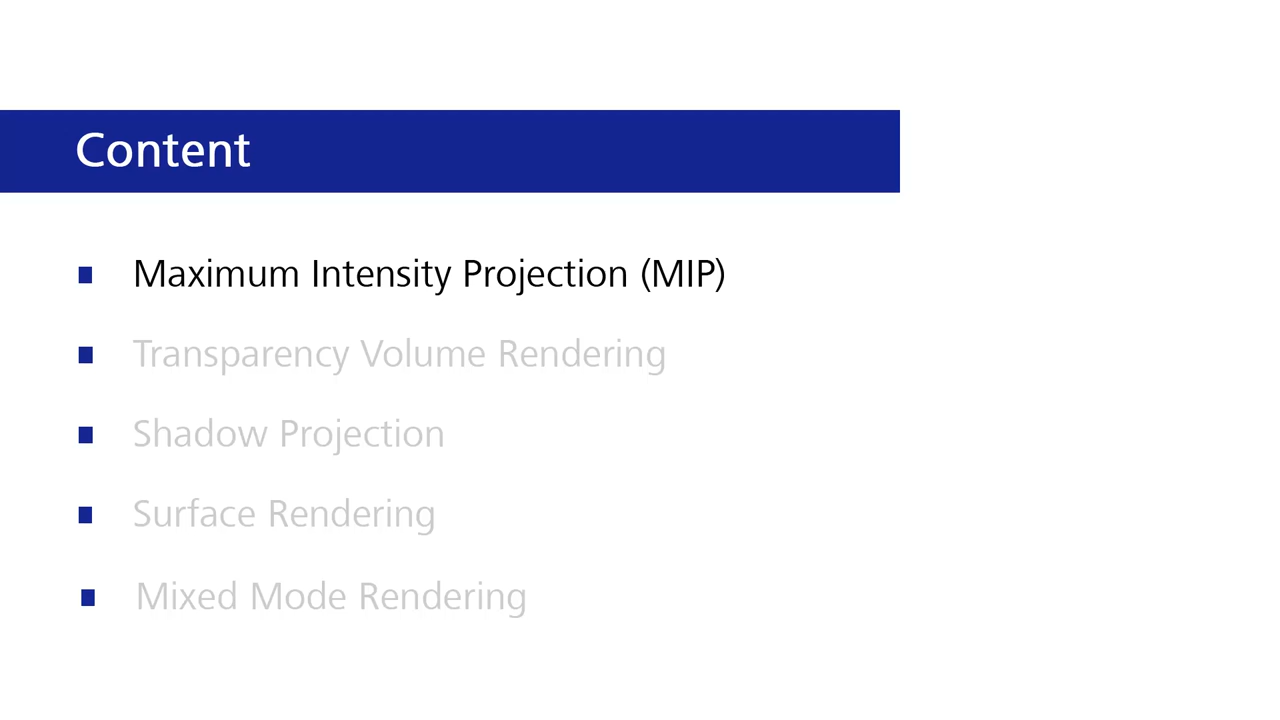 Content
Maximum Intensity Projection (MIP)
Transparency Volume Rendering
Shadow Projection
Surface Rendering
Mixed Mode Rendering